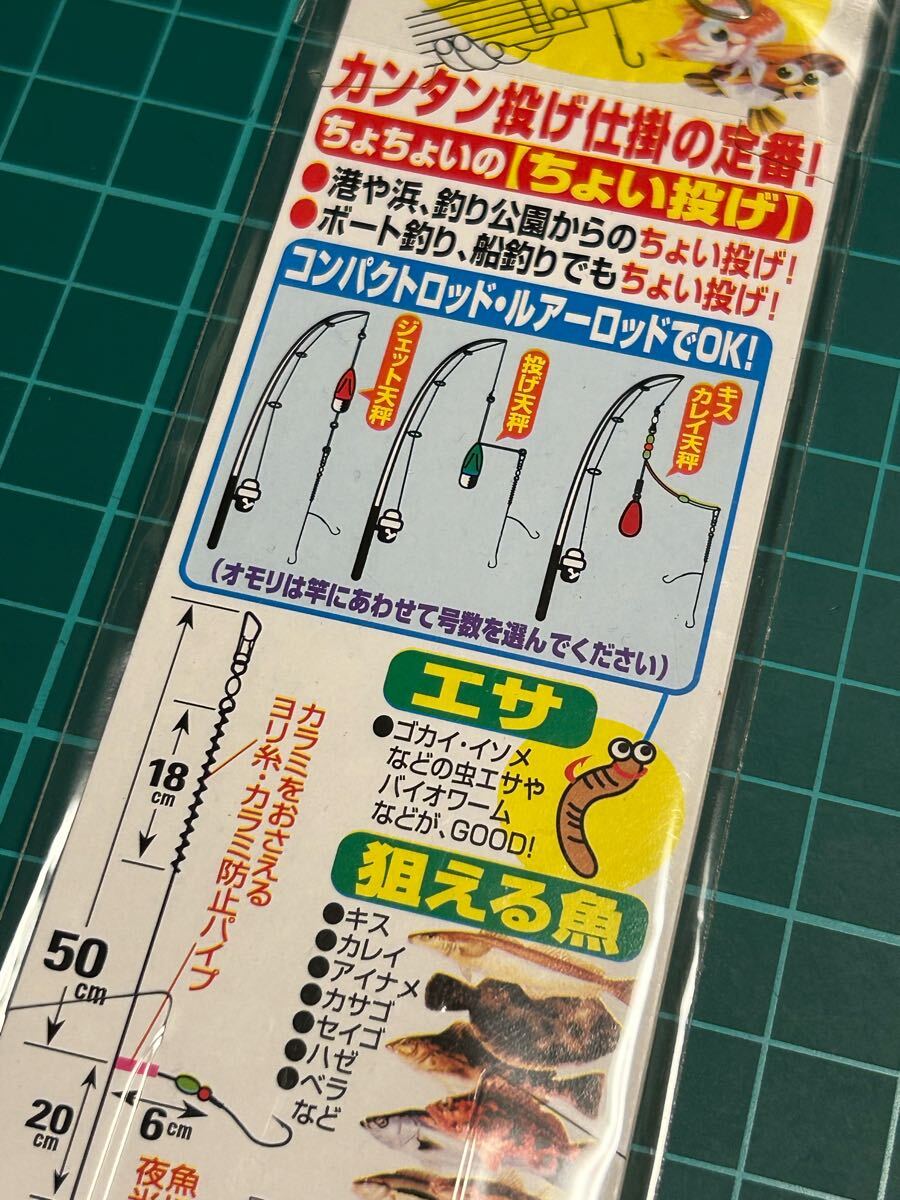 カンタン投げ仕掛の定番!
ちょちょいの【ちょい投げ】
●港や浜、釣り公園からのちょい投げ!
●ボート釣り、船釣りでもちょい投げ!
コンパクトロッド・ルアーロッドでOK!
ジェット天秤
投げ天秤
キス
カレイ天秤
(オモリは竿にあわせて号数を選んでください)
エサ
●ゴカイ・イソメ
などの虫エサや
バイオワーム
などが、GOOD!
カラミをおさえる
ヨリ糸・カラミ防止パイプ
18cm
50cm
20cm
6cm
狙える魚
●キス
●カレイ
●アイナメ
●カサゴ
●セイゴ
●ハゼ
●ベラ
など
夜魚